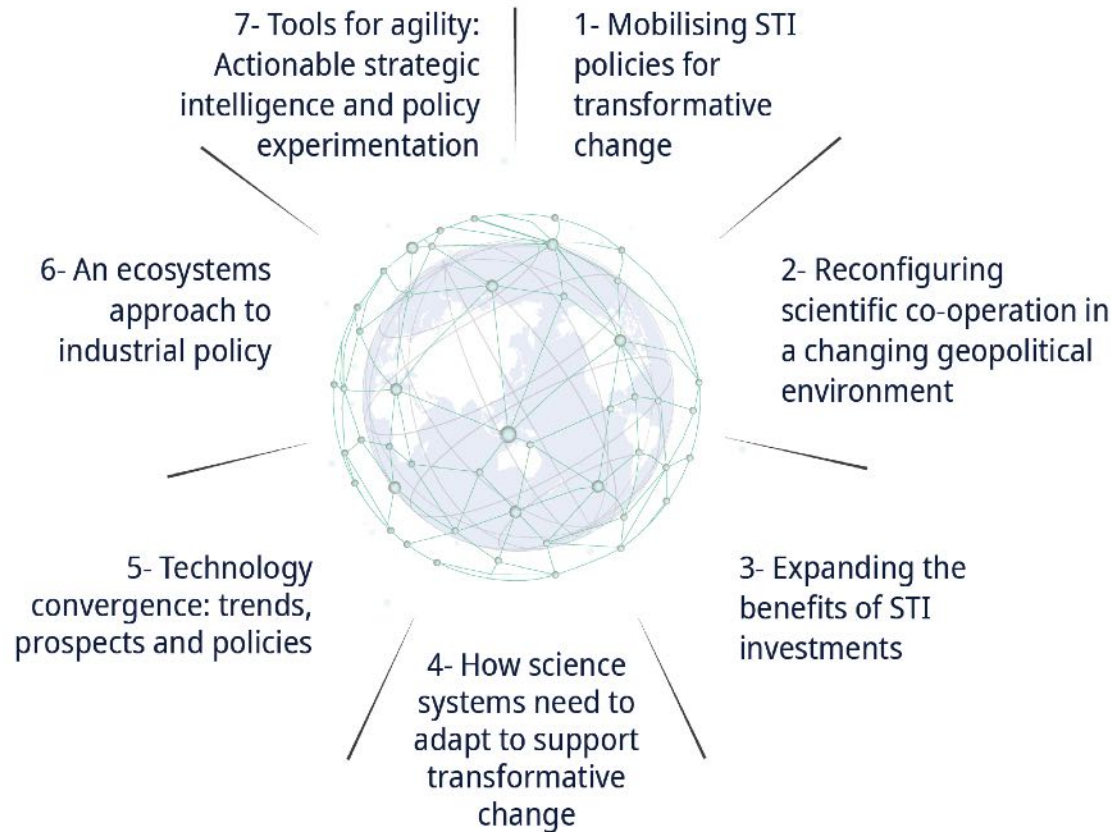 1- Mobilising STI
policies for
transformative
change
2- Reconfiguring
scientific co-operation in
a changing geopolitical
environment
3- Expanding the
benefits of STI
investments
4- How science
systems need to
adapt to support
transformative
change
5- Technology
convergence: trends,
prospects and policies
6- An ecosystems
approach to
industrial policy
7- Tools for agility:
Actionable strategic
intelligence and policy
experimentation